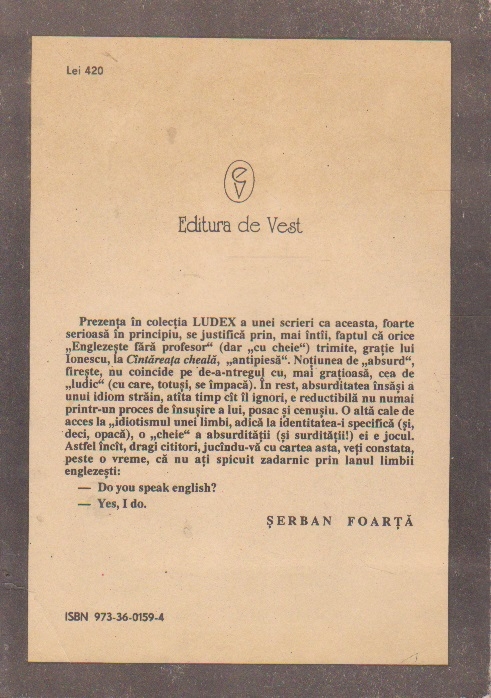 Lei 420
Editura de Vest
Prezența în colecția LUDEX a unei scrieri ca aceasta, foarte
serioasă în principiu, se justifică prin, mai întîi, faptul că orice
„Englezește fără profesor“ (dar „cu cheie“) trimite, grație lui
Ionescu, la Cîntăreața cheală, „antipiesă“. Noțiunea de „absurd“,
firește, nu coincide pe de-a-ntregul cu, mai grațioasă, cea de
„ludic“ (cu care, totuși, se împacă). În rest, absurditatea însăși a
unui idiom străin, atîta timp cît îl ignori, e reductibilă nu numai
printr-un proces de însușire a lui, posac și cenușiu. O altă cale de
acces la „idiotismul unei limbi, adică la identitatea-i specifică (și,
deci, opacă), o „cheie“ a absurdității (și surdității!) ei e jocul.
Astfel încît, dragi cititori, jucîndu-vă cu cartea asta, veți constata,
peste o vreme, că nu ați spicuit zadarnic prin lanul limbii
englezești:
— Do you speak english?
— Yes, I do.
ȘERBAN FOARȚĂ
ISBN 973-36-0159-4